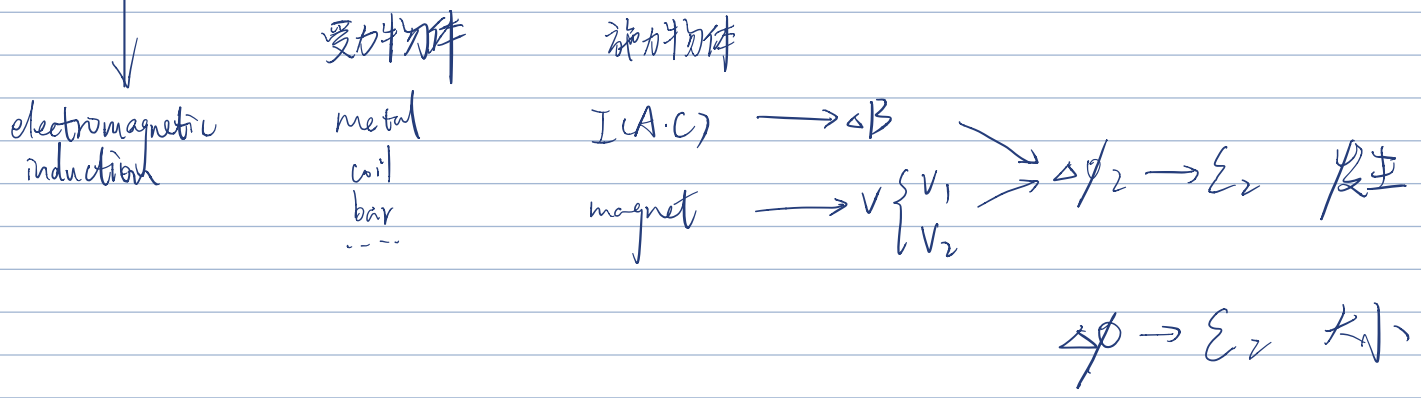 受力物体 施力物体
electromagnetic metal I(A.C) → ΔB
induction coil Δϕ₂ → ε₂ 发生
bar magnet → V { V₁
.... V₂
Δϕ → ε₂ 大小